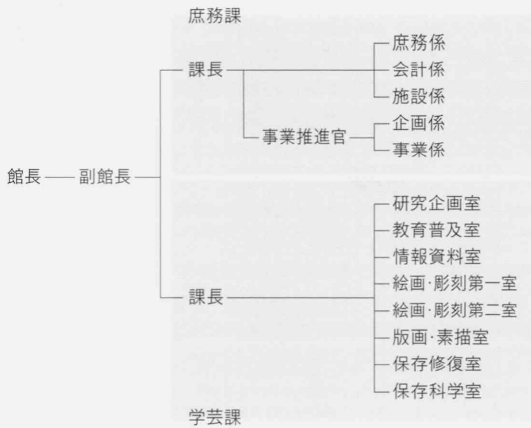 庶務課
庶務係
課長
会計係
施設係
企画係
事業推進官
事業係
館長
副館長
研究企画室
教育普及室
情報資料室
絵画·彫刻第一室
課長
絵画·彫刻第二室
版画·素描室
保存修復室
保存科学室
学芸課